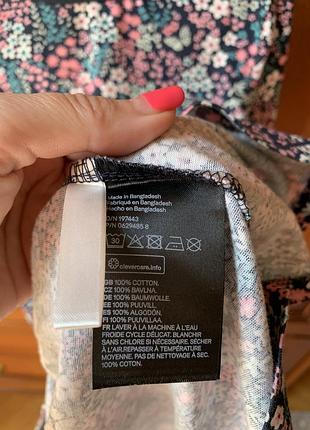 Made in Bangladesh
Fabriqué en Bangladesh
Hecho en Bangladesh
O/N 197443
P/N 0629485 8
30
clevercare.info
GB 100% COTTON.
CZ 100% BAVLNA.
DE 100% BAUMWOLLE.
EE 100% PUUVILL.
ES 100% ALGODÓN.
FI 100% PUUVILLA.
FR LAVER À LA MACHINE À L'EAU
FROIDE CYCLE DÉLICAT. BLANCHIR
SANS CHLORE SI NÉCESSAIRE. SÉCHER
PAR. REPASSER À TEMPÉRATURE
MOYENNE. PAS DE NETTOYAGE À SEC.
100% COTON.